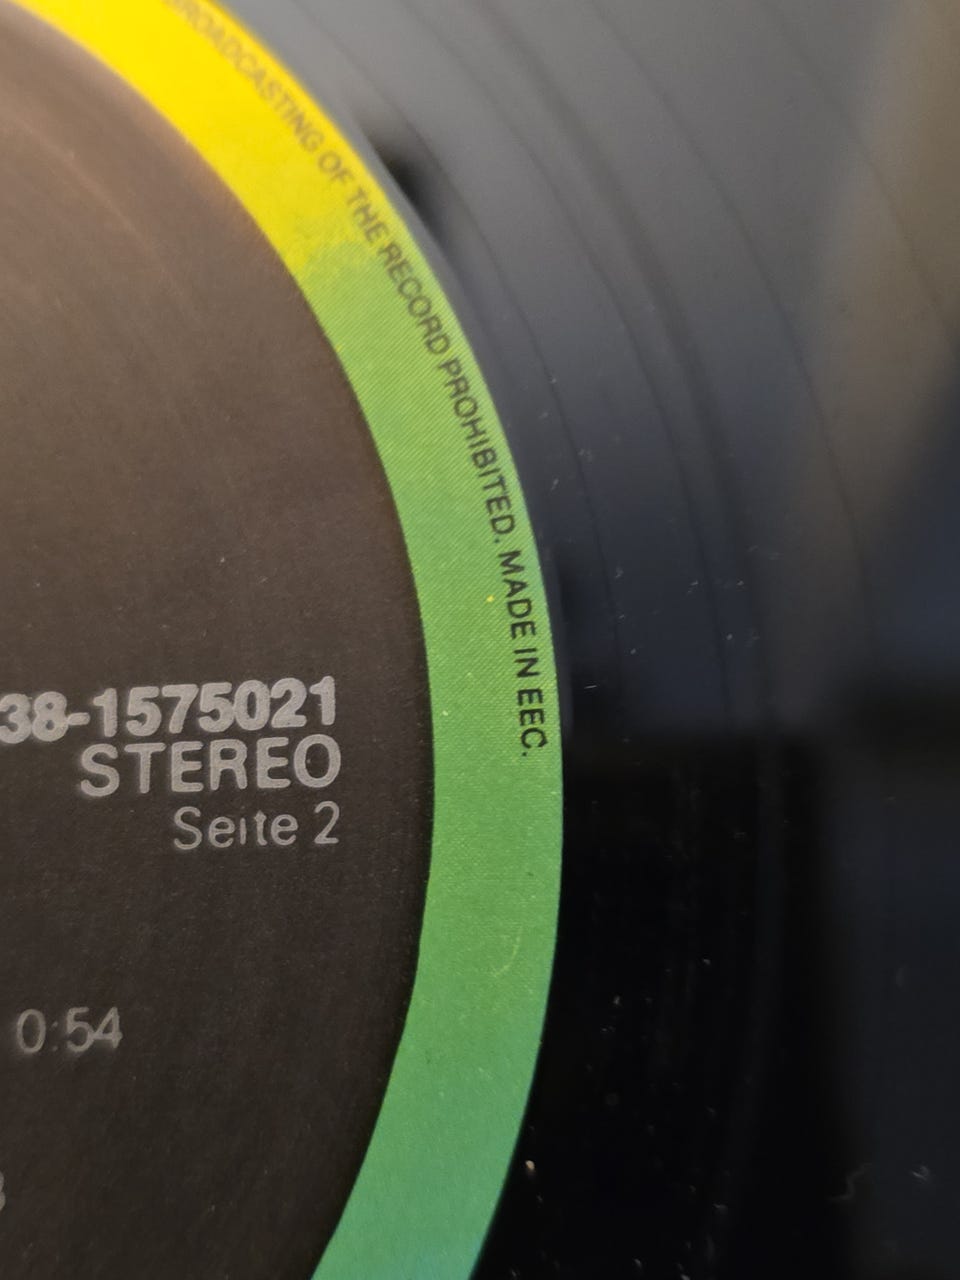 BROADCASTING OF THE RECORD PROHIBITED. MADE IN EEC.
38-1575021
STEREO
Seite 2
0:54